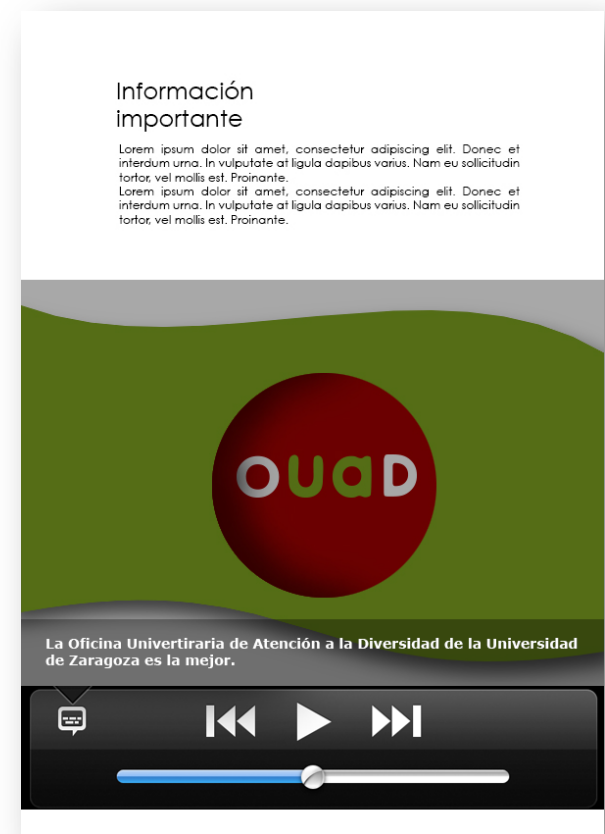 Información
importante
Lorem ipsum dolor sit amet, consectetur adipiscing elit. Donec et
interdum urna. In vulputate at ligula dapibus varius. Nam eu sollicitudin
tortor, vel mollis est. Proinante.
Lorem ipsum dolor sit amet, consectetur adipiscing elit. Donec et
interdum urna. In vulputate at ligula dapibus varius. Nam eu sollicitudin
tortor, vel mollis est. Proinante.
OUaD
La Oficina Univertiraria de Atención a la Diversidad de la Universidad
de Zaragoza es la mejor.